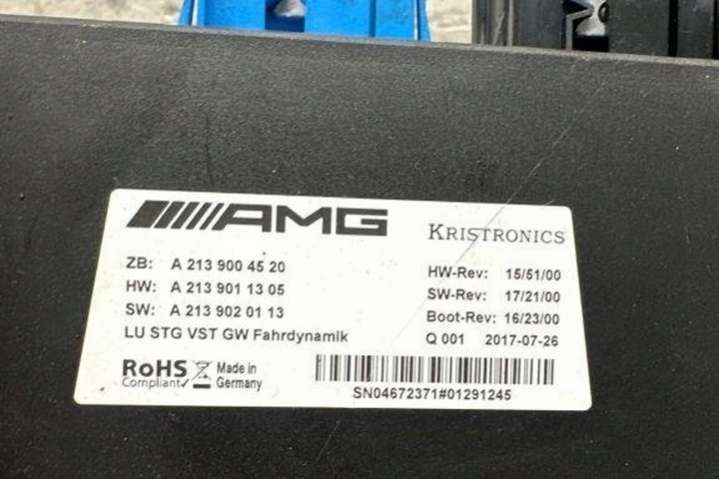 AMG KRISTRONICS
ZB: A 213 900 45 20 HW-Rev: 15/51/00
HW: A 213 901 13 05 SW-Rev: 17/21/00
SW: A 213 902 01 13 Boot-Rev: 16/23/00
LU STG VST GW Fahrdynamik Q 001 2017-07-26
RoHS Made in
Compliant Germany
SN04672371#01291245